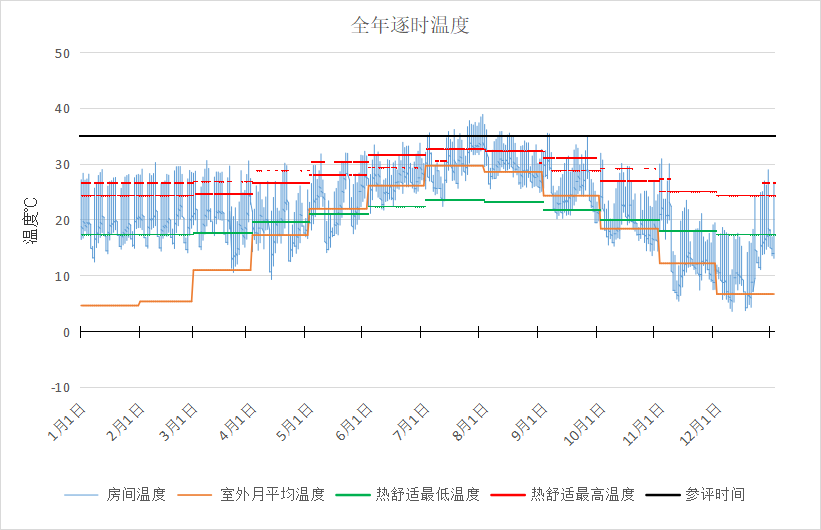 全年逐时温度
50
40
30
20
10
0
-10
温度℃
1月1日
2月1日
3月1日
4月1日
5月1日
6月1日
7月1日
8月1日
9月1日
10月1日
11月1日
12月1日
房间温度 室外月平均温度 热舒适最低温度 热舒适最高温度 参评时间